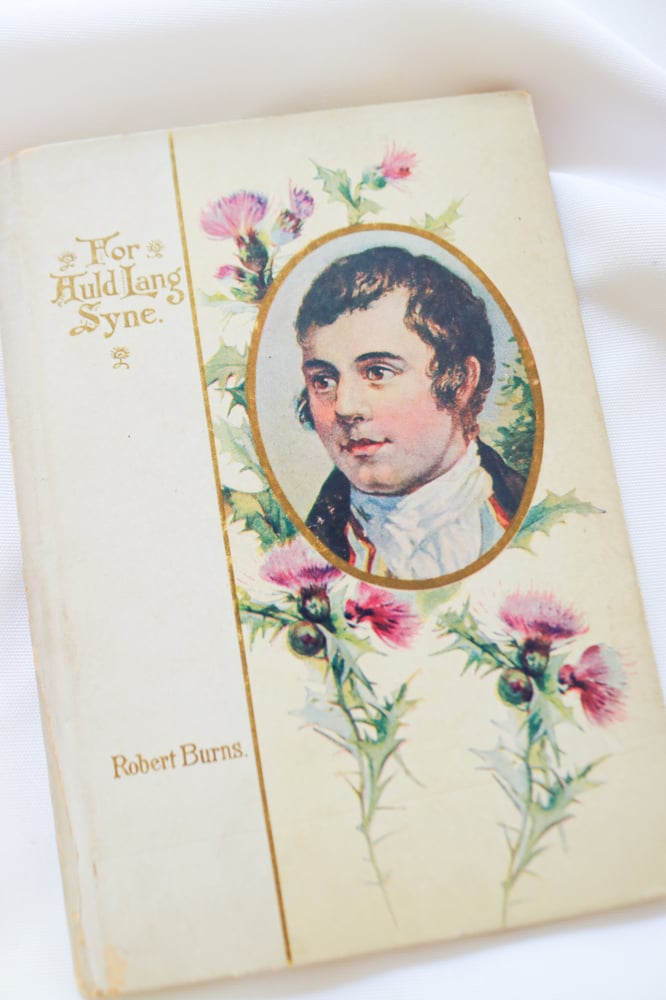 For
Auld Lang
Syne.
Robert Burns.